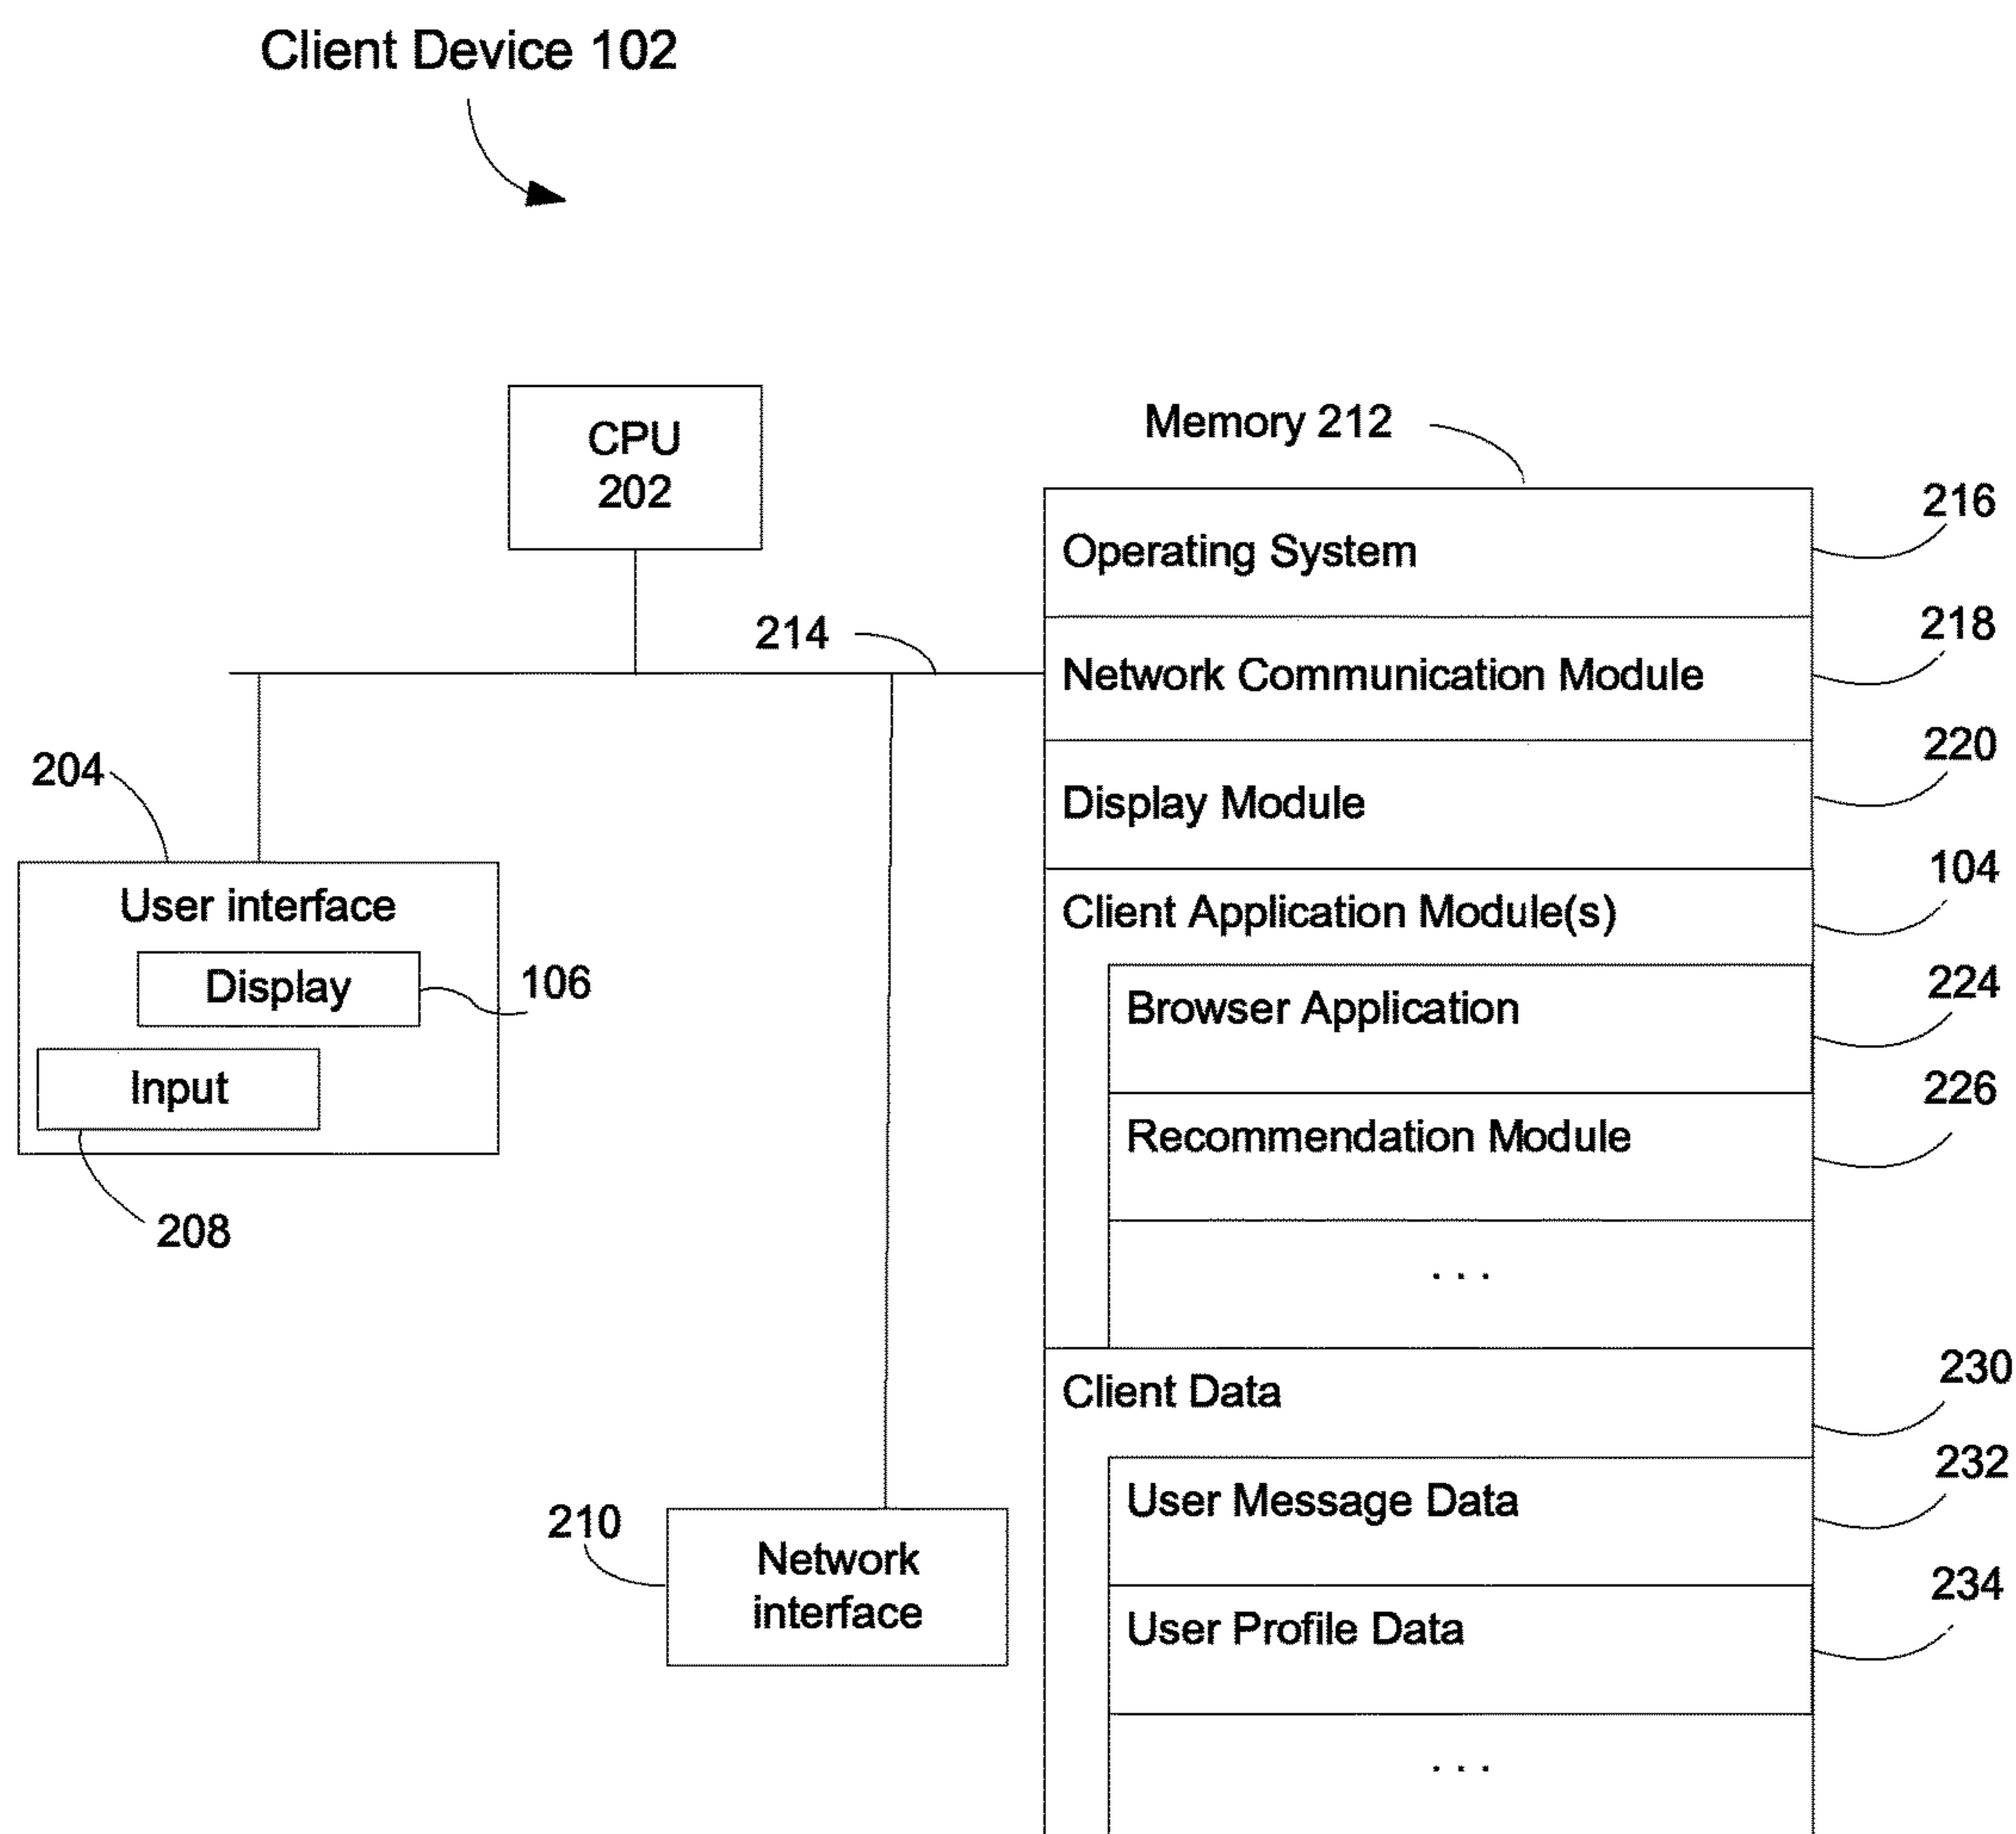 Client Device 102
CPU
202
Memory 212
216
Operating System
218
214
Network Communication Module
220
204
Display Module
104
User interface
Client Application Module(s)
Display
106
224
Browser Application
Input
226
Recommendation Module
208
. . .
230
Client Data
232
User Message Data
210
Network
interface
234
User Profile Data
. . .